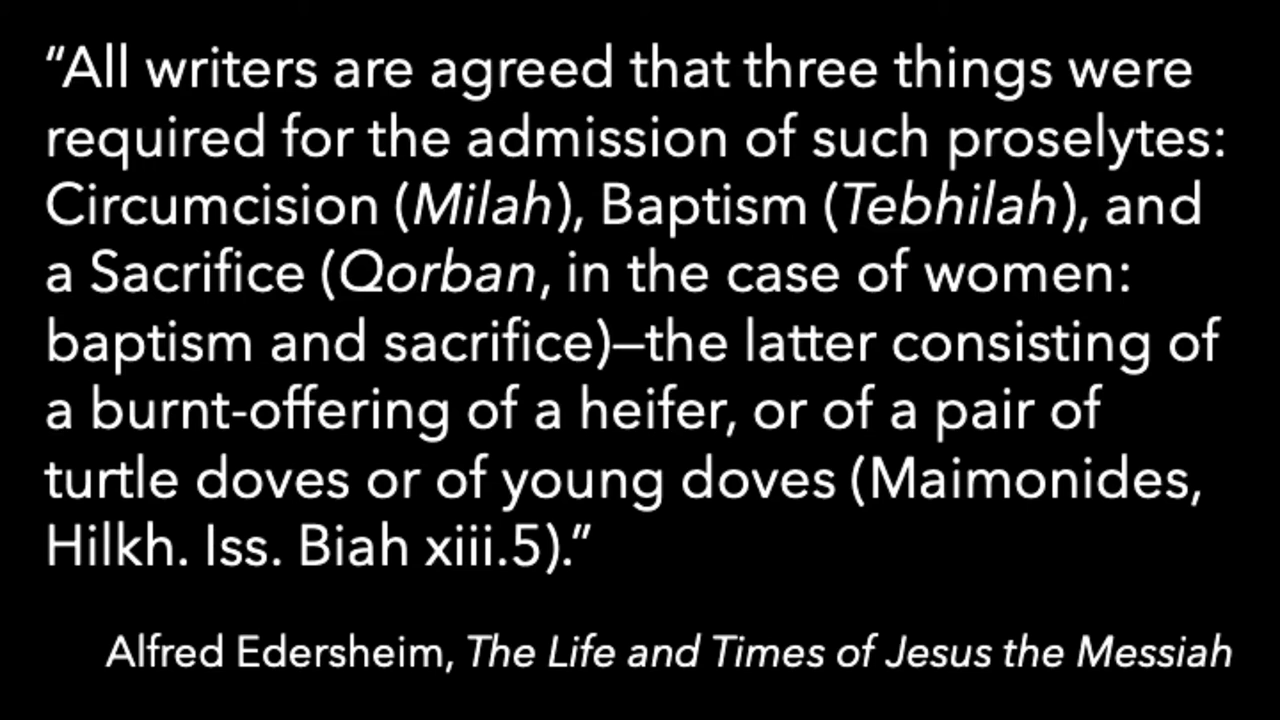 “All writers are agreed that three things were
required for the admission of such proselytes:
Circumcision (Milah), Baptism (Tebhilah), and
a Sacrifice (Qorban, in the case of women:
baptism and sacrifice)–the latter consisting of
a burnt-offering of a heifer, or of a pair of
turtle doves or of young doves (Maimonides,
Hilkh. Iss. Biah xiii.5).”
Alfred Edersheim, The Life and Times of Jesus the Messiah